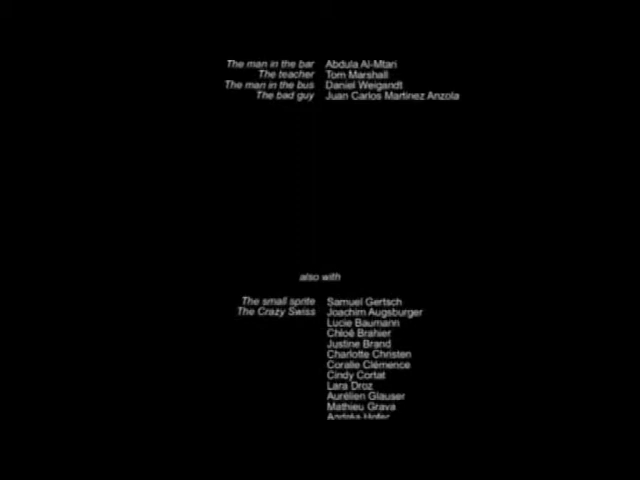 The man in the bar Abdula Al-Mtari
The teacher Tom Marshall
The man in the bus Daniel Weigandt
The bad guy Juan Carlos Martinez Anzola
also with
The small sprite Samuel Gertsch
The Crazy Swiss Joachim Augsburger
Lucie Baumann
Chloé Brahier
Justine Brand
Charlotte Christen
Coralie Clémence
Cindy Cortat
Lara Droz
Aurélien Glauser
Mathieu Grava